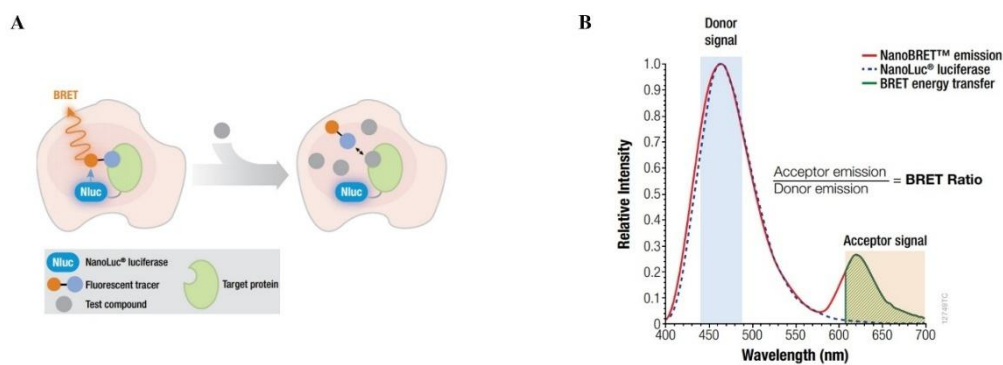 A
BRET
Nluc
Nluc
Nluc NanoLuc® luciferase
Fluorescent tracer
Test compound
Target protein
B
Donor
signal
NanoBRET™ emission
NanoLuc® luciferase
BRET energy transfer
Relative Intensity
1.0
0.9
0.8
0.7
0.6
0.5
0.4
0.3
0.2
0.1
0
Acceptor emission
Donor emission
= BRET Ratio
Acceptor signal
400 450 500 550 600 650 700
Wavelength (nm)